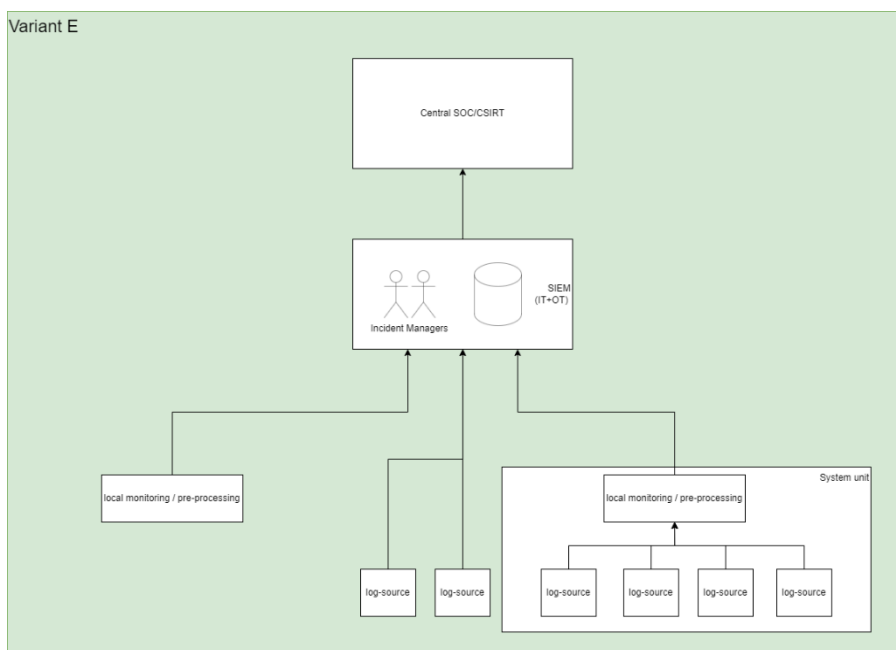 Variant E
Central SOC/CSIRT
SIEM
(IT+OT)
Incident Managers
System unit
local monitoring / pre-processing
local monitoring / pre-processing
log-source
log-source
log-source
log-source
log-source
log-source